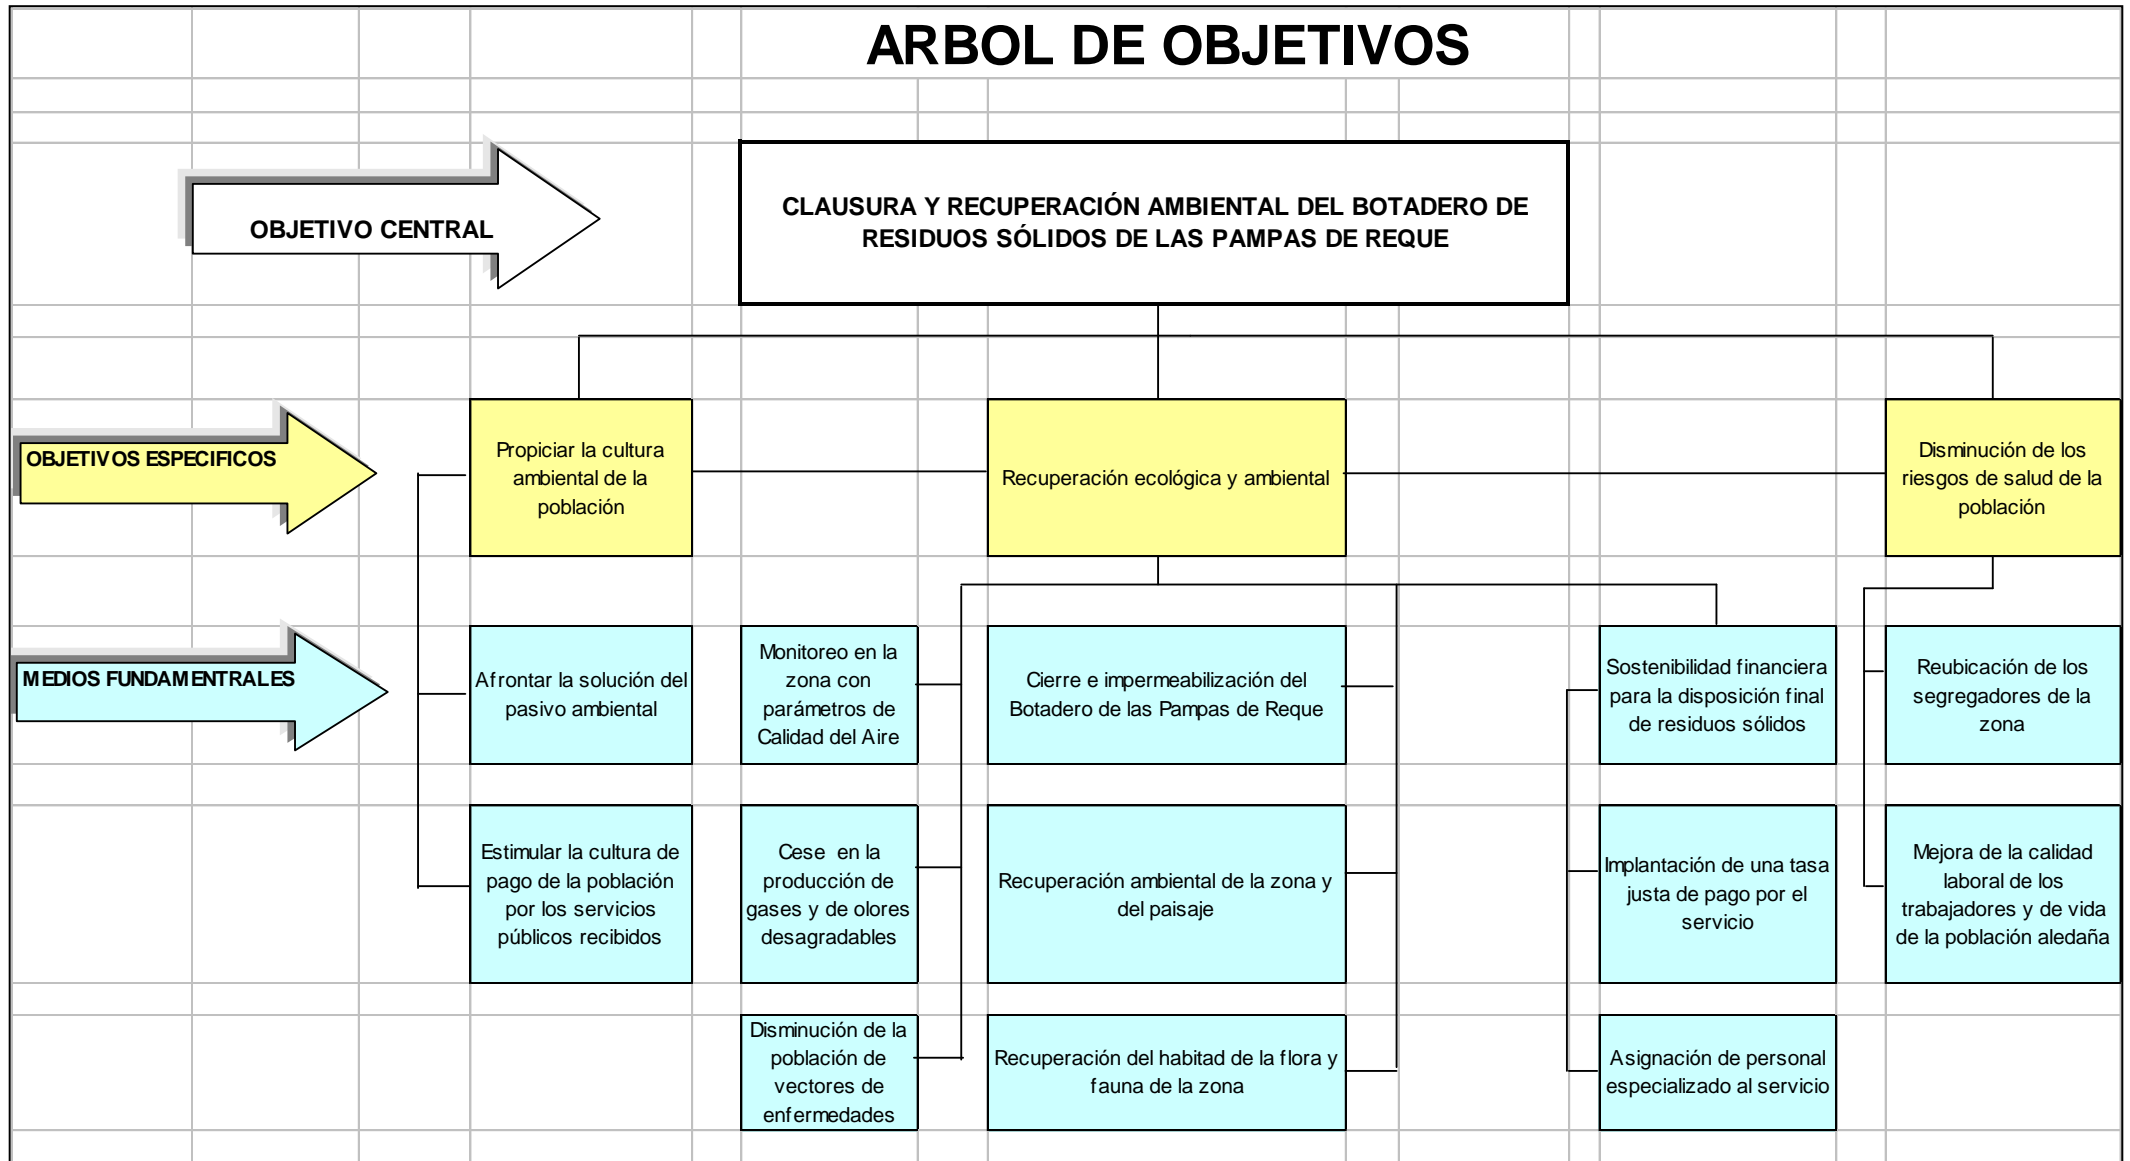 ARBOL DE OBJETIVOS
OBJETIVO CENTRAL
CLAUSURA Y RECUPERACIÓN AMBIENTAL DEL BOTADERO DE
RESIDUOS SÓLIDOS DE LAS PAMPAS DE REQUE
OBJETIVOS ESPECIFICOS
Propiciar la cultura
ambiental de la
población
Recuperación ecológica y ambiental
Disminución de los
riesgos de salud de la
población
MEDIOS FUNDAMENTRALES
Afrontar la solución del
pasivo ambiental
Monitoreo en la
zona con
parámetros de
Calidad del Aire
Cierre e impermeabilización del
Botadero de las Pampas de Reque
Sostenibilidad financiera
para la disposición final
de residuos sólidos
Reubicación de los
segregadores de la
zona
Estimular la cultura de
pago de la población
por los servicios
públicos recibidos
Cese en la
producción de
gases y de olores
desagradables
Recuperación ambiental de la zona y
del paisaje
Implantación de una tasa
justa de pago por el
servicio
Mejora de la calidad
laboral de los
trabajadores y de vida
de la población aledaña
Disminución de la
población de
vectores de
enfermedades
Recuperación del habitad de la flora y
fauna de la zona
Asignación de personal
especializado al servicio